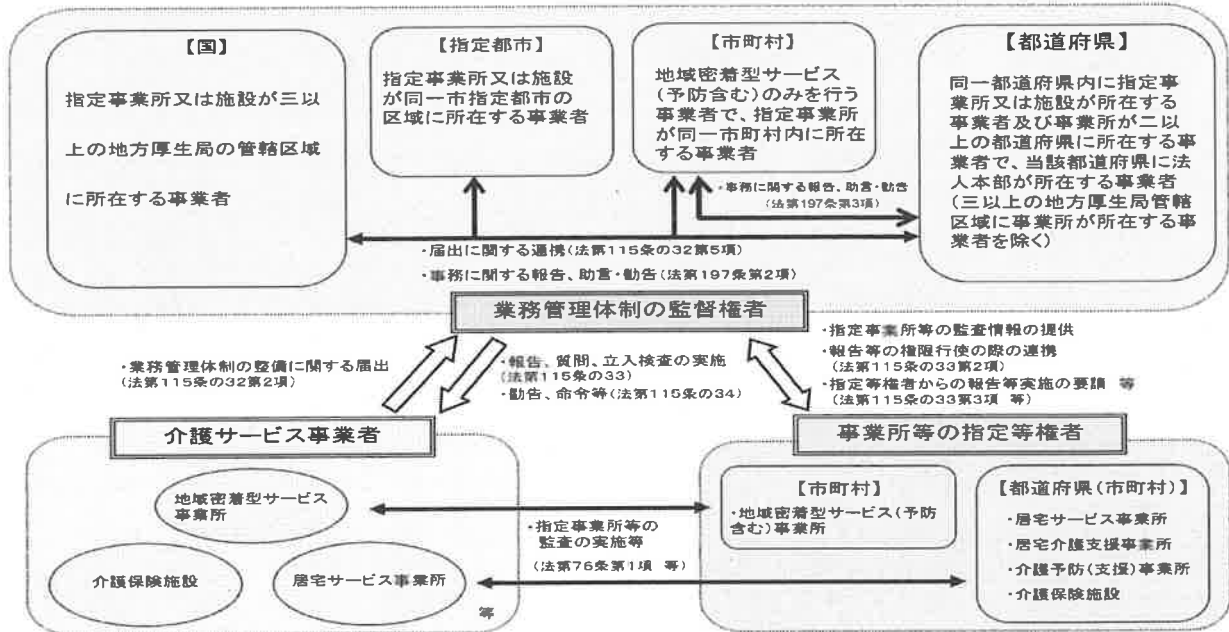 【国】
指定事業所又は施設が三以
上の地方厚生局の管轄区域
に所在する事業者
【指定都市】
指定事業所又は施設
が同一市指定都市の
区域に所在する事業者
【市町村】
地域密着型サービス
(予防含む)のみを行う
事業者で、指定事業所
が同一市町村内に所在
する事業者
【都道府県】
同一都道府県内に指定事
業所又は施設が所在する
事業者及び事業所が二以
上の都道府県に所在する事
業者で、当該都道府県に法
人本部が所在する事業者
(三以上の地方厚生局管轄
区域に事業所が所在する事
業者を除く)
・事務に関する報告、助言・勧告
(法第197条第3項)
・届出に関する連携(法第115条の32第5項)
・事務に関する報告、助言・勧告(法第197条第2項)
業務管理体制の監督権者
・業務管理体制の整備に関する届出
(法第115条の32第2項)
・報告、質問、立入検査の実施
(法第115条の33)
・勧告、命令等(法第115条の34)
・指定事業所等の監査情報の提供
・報告等の権限行使の際の連携
(法第115条の33第2項)
・指定等権者からの報告等実施の要請 等
(法第115条の33第3項 等)
介護サービス事業者
地域密着型サービス
事業所
介護保険施設
居宅サービス事業所
等
・指定事業所等の
監査の実施等
(法第76条第1項 等)
事業所等の指定等権者
【市町村】
・地域密着型サービス(予防
含む)事業所
【都道府県(市町村)】
・居宅サービス事業所
・居宅介護支援事業所
・介護予防(支援)事業所
・介護保険施設